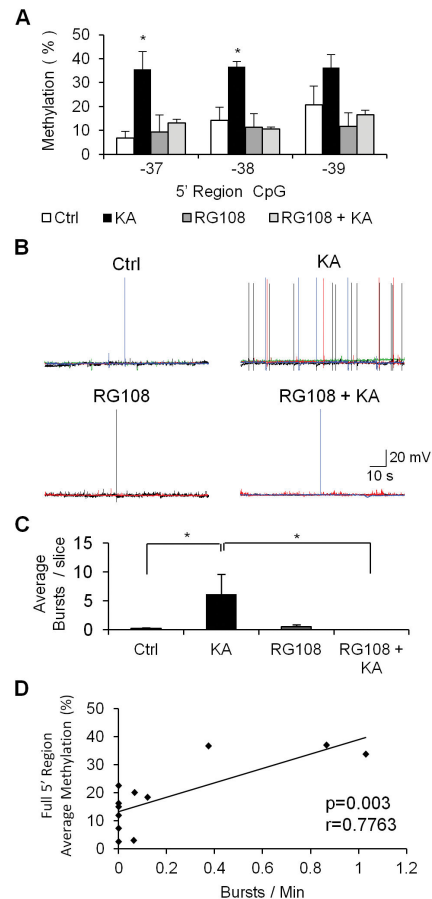 A
Methylation ( % )
50
40
30
20
10
0
*
*
-37
-38
-39
5' Region CpG
Ctrl
KA
RG108
RG108 + KA
B
Ctrl
KA
RG108
RG108 + KA
20 mV
10 s
C
Average
Bursts / slice
15
10
5
0
*
*
Ctrl
KA
RG108
RG108 +
KA
D
Full 5' Region
Average Methylation (%)
50
40
30
20
10
0
p=0.003
r=0.7763
0
0.2
0.4
0.6
0.8
1
1.2
Bursts / Min